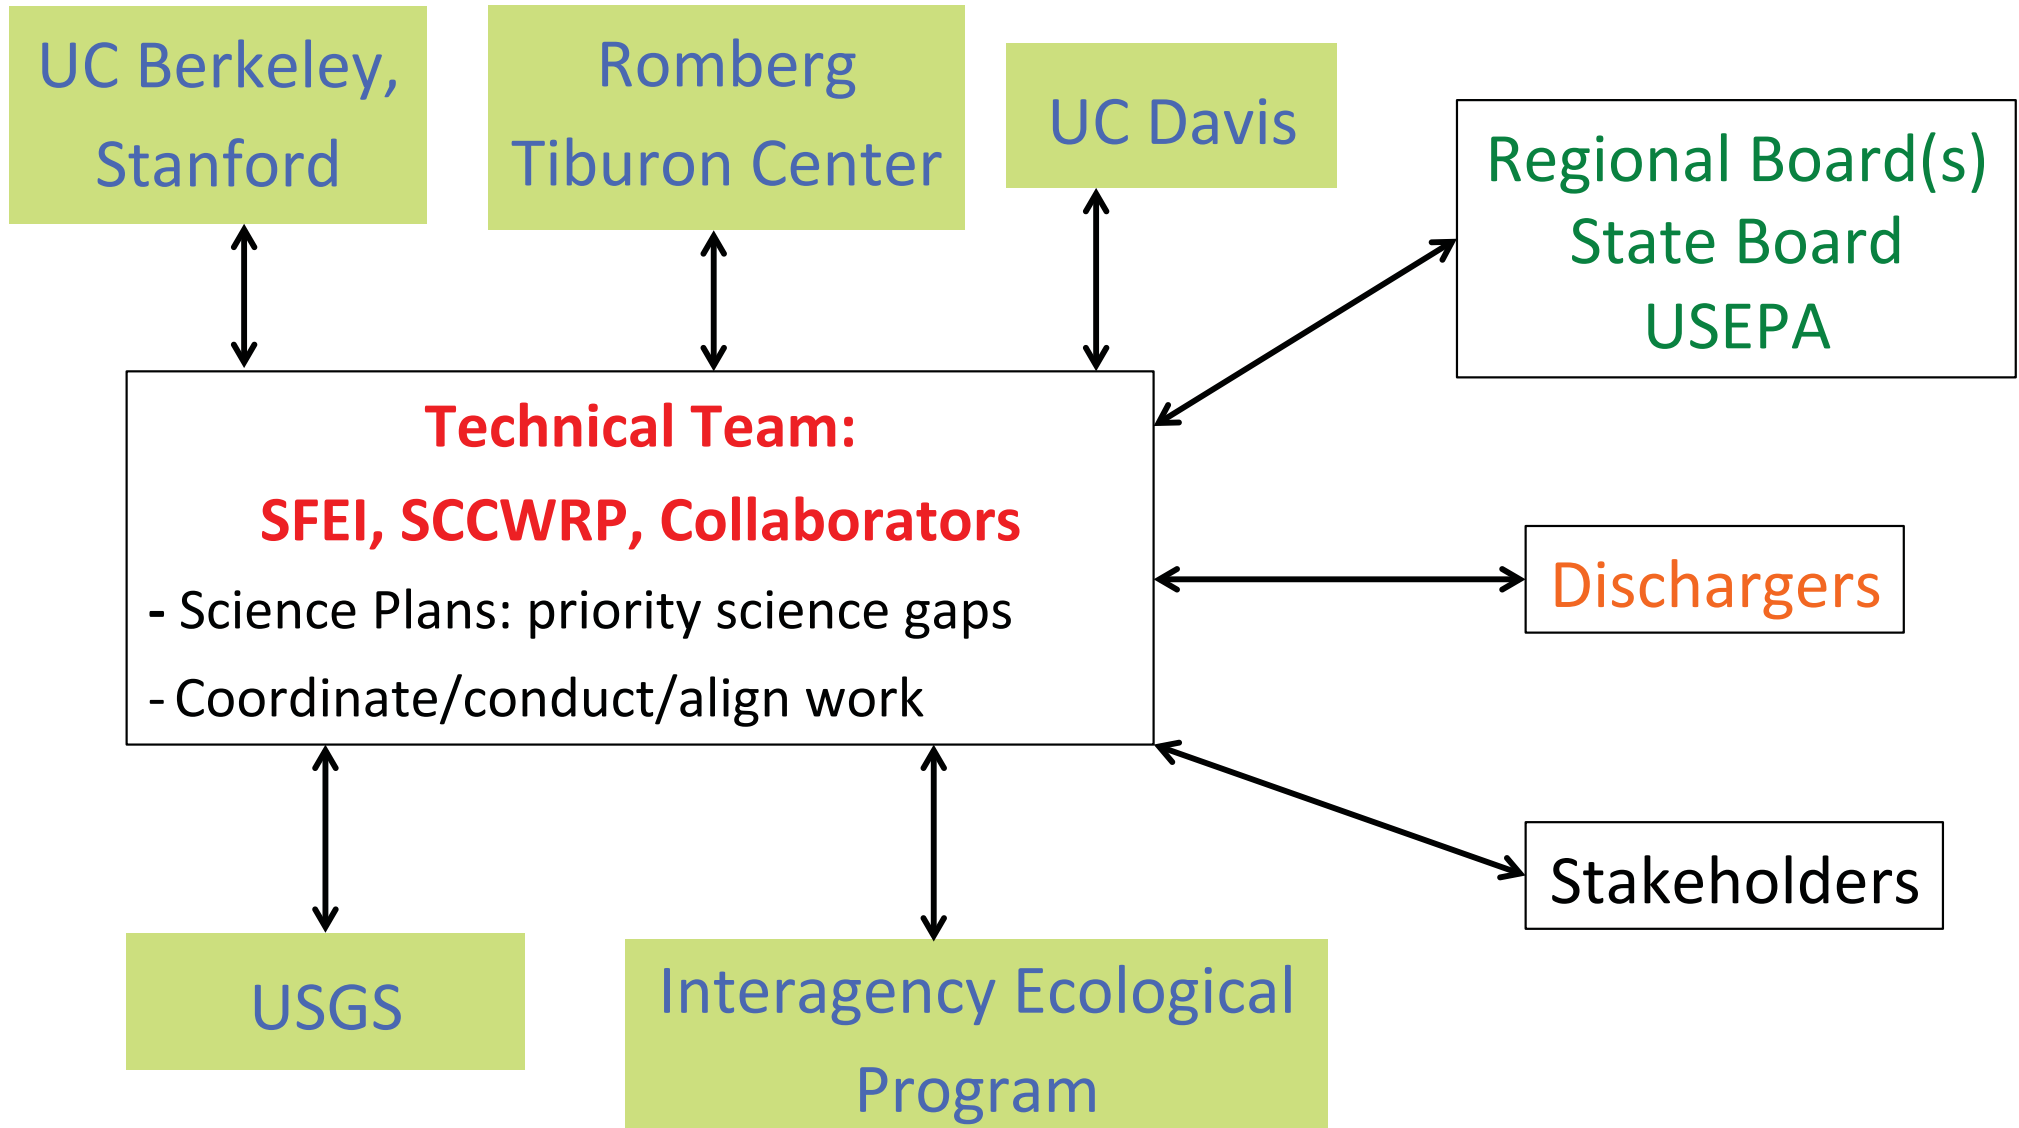 UC Berkeley,
Stanford
Romberg
Tiburon Center
UC Davis
Regional Board(s)
State Board
USEPA
Technical Team:
SFEI, SCCWRP, Collaborators
- Science Plans: priority science gaps
- Coordinate/conduct/align work
Dischargers
Stakeholders
USGS
Interagency Ecological
Program